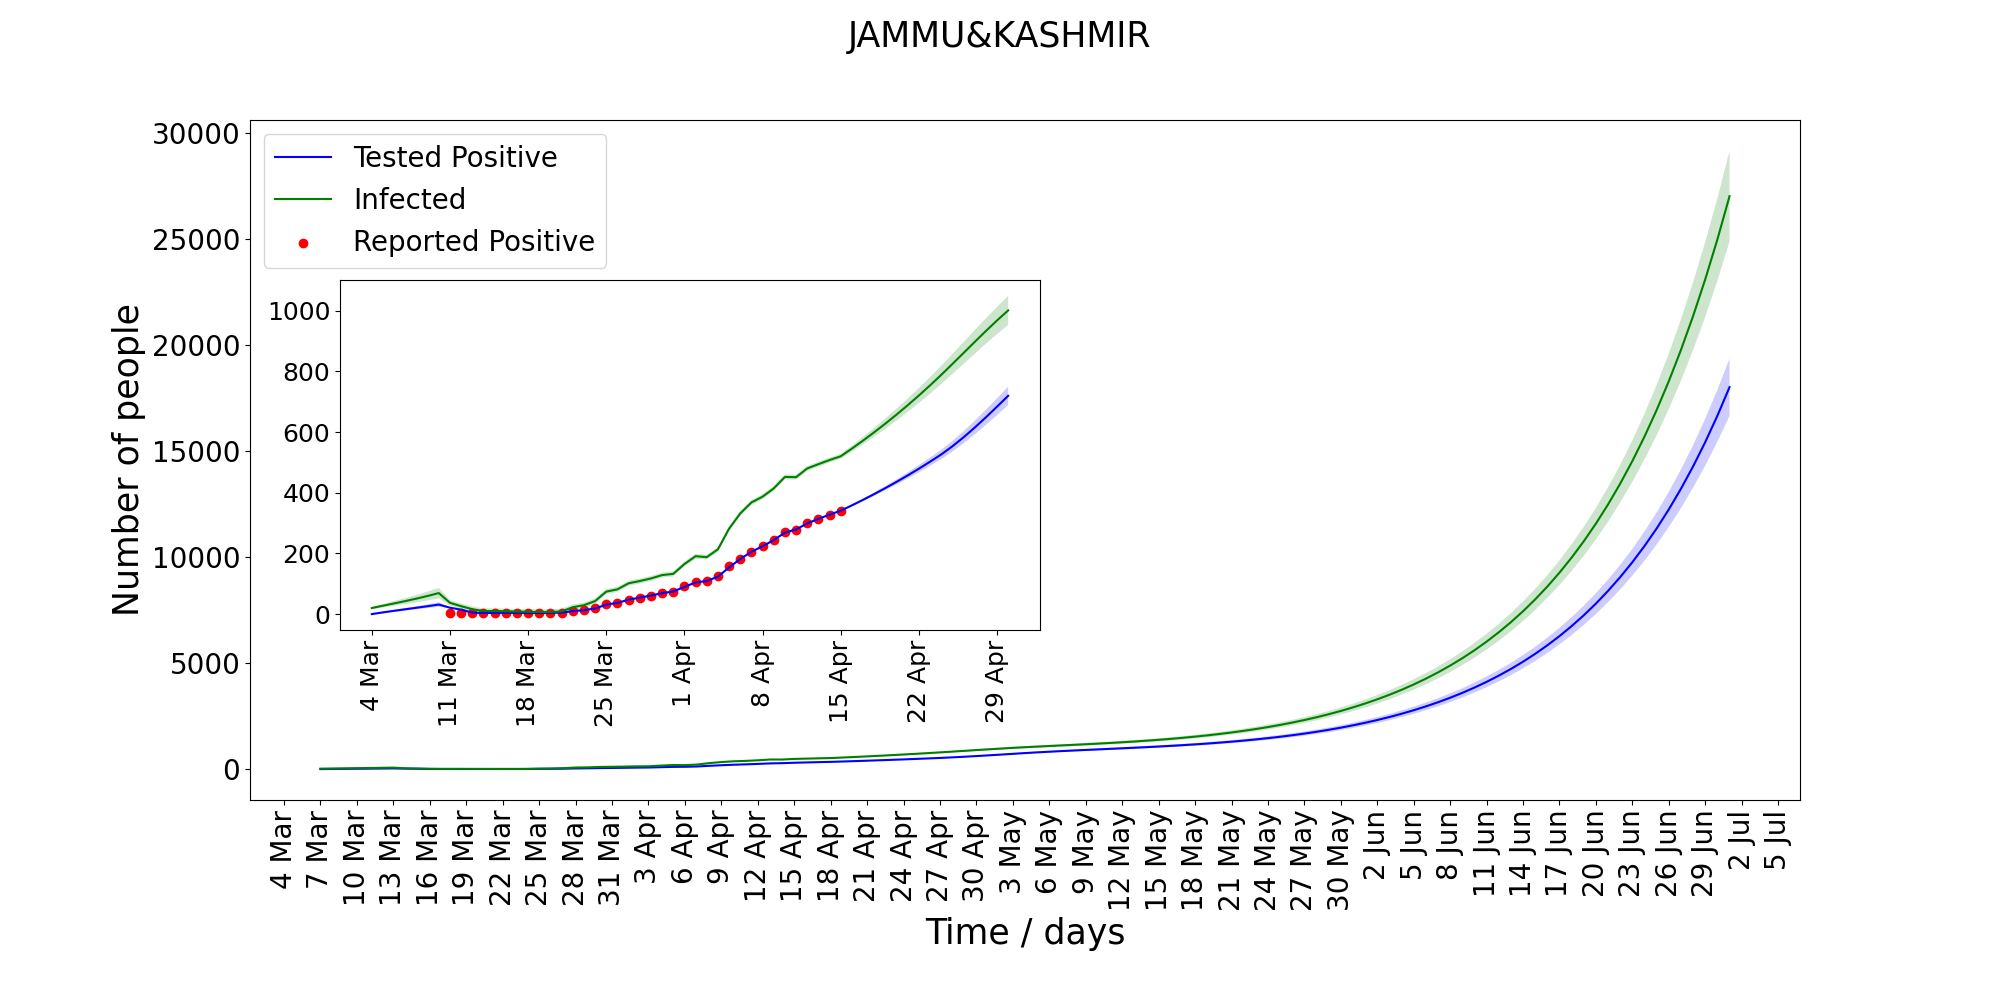 JAMMU&KASHMIR
30000
25000
20000
15000
10000
5000
0
Number of people
Tested Positive
Infected
Reported Positive
1000
800
600
400
200
0
4 Mar
11 Mar
18 Mar
25 Mar
1 Apr
8 Apr
15 Apr
22 Apr
29 Apr
4 Mar
7 Mar
10 Mar
13 Mar
16 Mar
19 Mar
22 Mar
25 Mar
28 Mar
31 Mar
3 Apr
6 Apr
9 Apr
12 Apr
15 Apr
18 Apr
21 Apr
24 Apr
27 Apr
30 Apr
3 May
6 May
9 May
12 May
15 May
18 May
21 May
24 May
27 May
30 May
2 Jun
5 Jun
8 Jun
11 Jun
14 Jun
17 Jun
20 Jun
23 Jun
26 Jun
29 Jun
2 Jul
5 Jul
Time / days